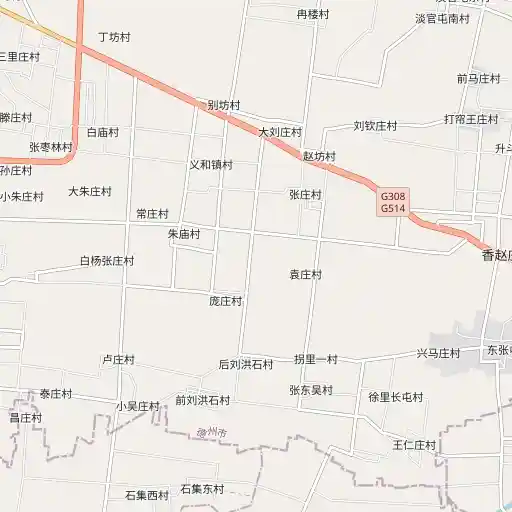 冉楼村
淡官屯南村
丁坊村
三里庄村
前马庄村
别坊村
滕庄村
白庙村
大刘庄村
刘钦庄村
打帘王庄村
张枣林村
赵坊村
孙庄村
义和镇村
大朱庄村
小朱庄村
张庄村
G308
G514
常庄村
朱庙村
白杨张庄村
袁庄村
庞庄村
兴马庄村
卢庄村
后刘洪石村
拐里一村
泰庄村
小吴庄村
前刘洪石村
张东吴村
徐里长屯村
昌庄村
王仁庄村
石集西村
石集东村